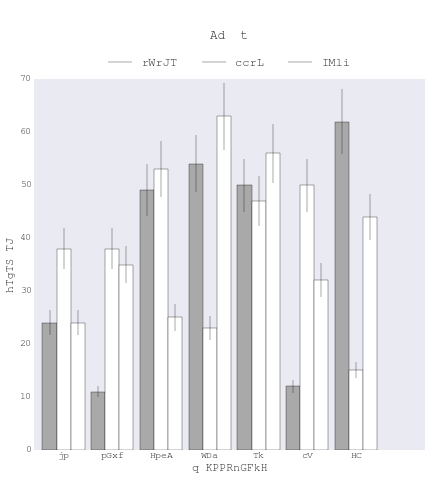 Ad t
rWrJT ccrL IMli
70
60
50
40
30
20
10
0
hTgTS TJ
jp pGxf HpeA WDa Tk cV HC
q KPPRnGFkH